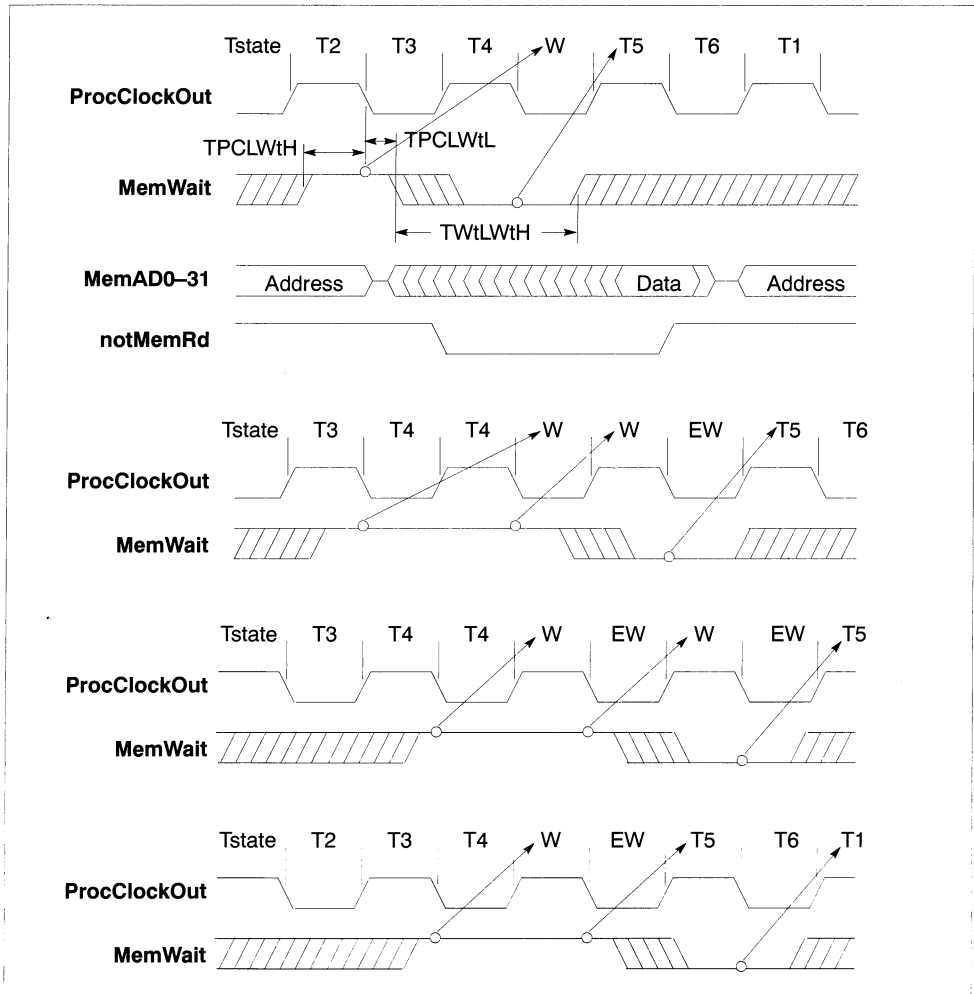 Tstate T2 T3 T4 W T5 T6 T1
ProcClockOut
TPCLWtH TPCLWtL
MemWait
TWtLWtH
MemAD0–31 Address Data Address
notMemRd
Tstate T3 T4 T4 W W EW T5 T6
ProcClockOut
MemWait
Tstate T3 T4 T4 W EW W EW T5
ProcClockOut
MemWait
Tstate T2 T3 T4 W EW T5 T6 T1
ProcClockOut
MemWait